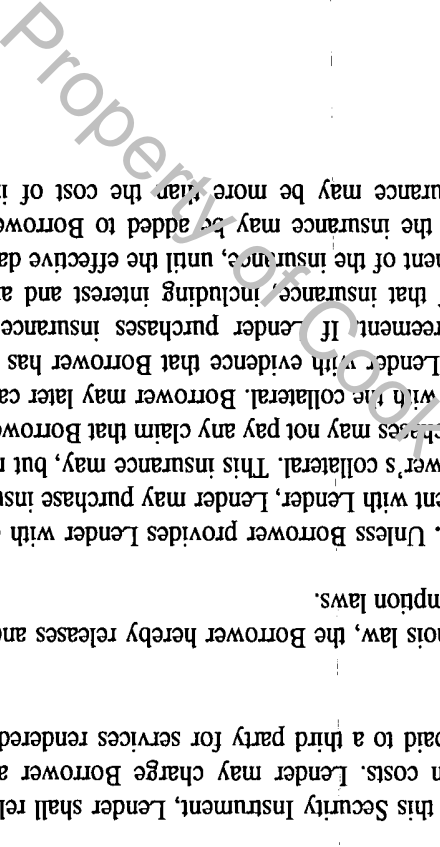 this Security Instrument, Lender shall rel
n costs. Lender may charge Borrower a
paid to a third party for services rendered
nois law, the Borrower hereby releases and
mption laws.
. Unless Borrower provides Lender with
ent with Lender, Lender may purchase insu
wer's collateral. This insurance may, but n
chases may not pay any claim that Borrowe
with the collateral. Borrower may later ca
Lender with evidence that Borrower has
reement. If Lender purchases insurance
that insurance, including interest and a
ment of the insurance, until the effective da
the insurance may be added to Borrowe
urance may be more than the cost of i
Property of Cook